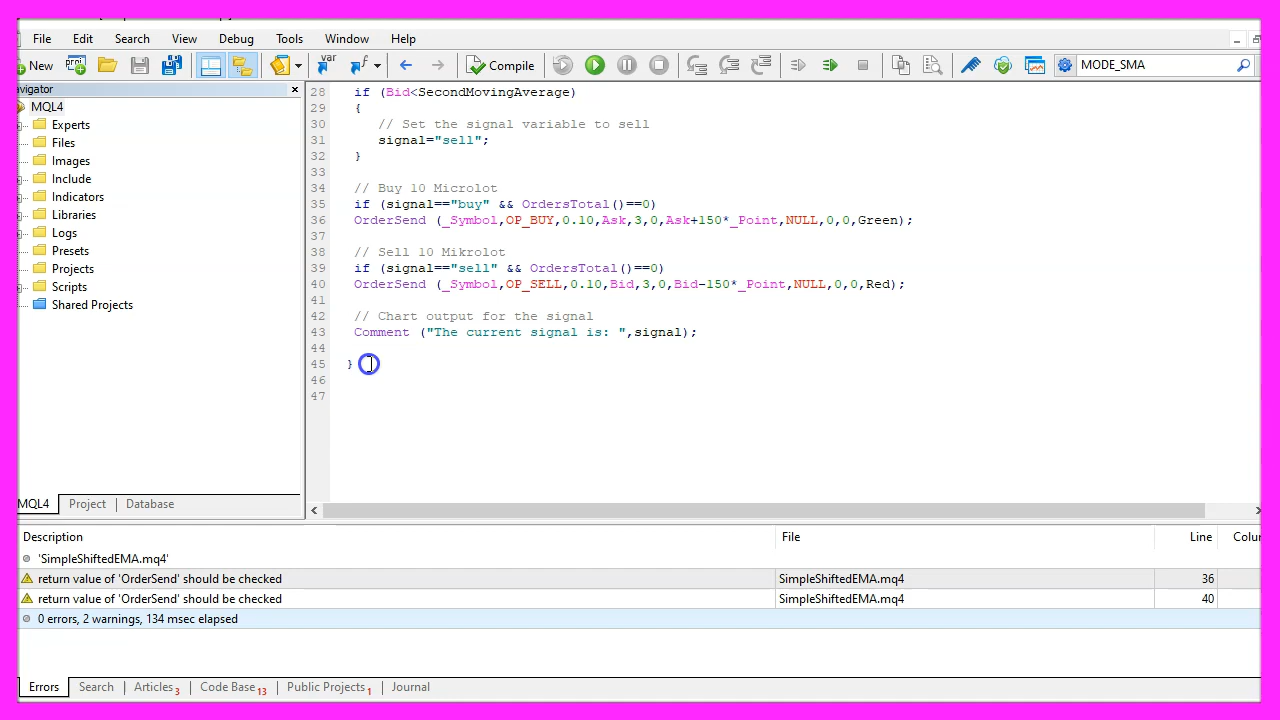 File Edit Search View Debug Tools Window Help
New Compile MODE_SMA
avigator
MQL4
Experts
Files
Images
Include
Indicators
Libraries
Logs
Presets
Projects
Scripts
Shared Projects
MQL4 Project Database
28 if (Bid<SecondMovingAverage)
29 {
30 // Set the signal variable to sell
31 signal="sell";
32 }
33
34 // Buy 10 Microlot
35 if (signal=="buy" && OrdersTotal()==0)
36 OrderSend (_Symbol,OP_BUY,0.10,Ask,3,0,Ask+150*_Point,NULL,0,0,Green);
37
38 // Sell 10 Mikrolot
39 if (signal=="sell" && OrdersTotal()==0)
40 OrderSend (_Symbol,OP_SELL,0.10,Bid,3,0,Bid-150*_Point,NULL,0,0,Red);
41
42 // Chart output for the signal
43 Comment ("The current signal is: ",signal);
44
45 }
46
47
Description File Line Colu
'SimpleShiftedEMA.mq4'
return value of 'OrderSend' should be checked SimpleShiftedEMA.mq4 36
return value of 'OrderSend' should be checked SimpleShiftedEMA.mq4 40
0 errors, 2 warnings, 134 msec elapsed
Errors Search Articles 3 Code Base 13 Public Projects 1 Journal